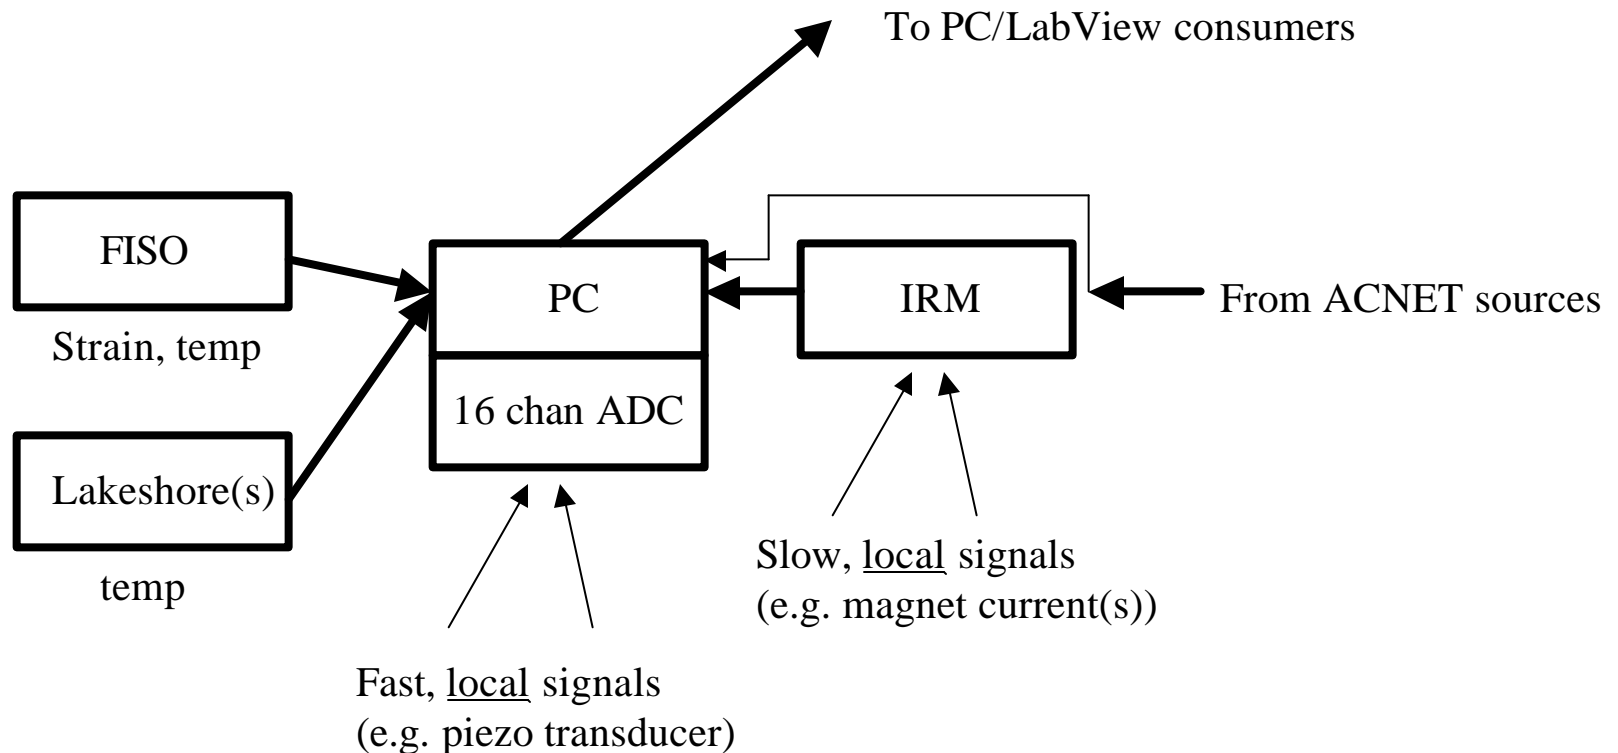 To PC/LabView consumers
FISO
PC
IRM
From ACNET sources
Strain, temp
16 chan ADC
Lakeshore(s)
temp
Slow, local signals
(e.g. magnet current(s))
Fast, local signals
(e.g. piezo transducer)